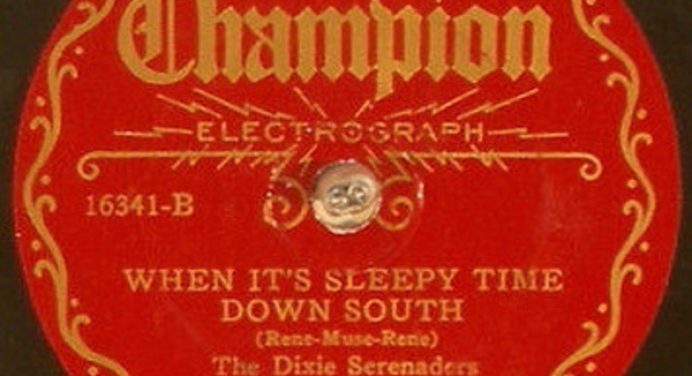 Champion
ELECTROGRAPH
16341-B
WHEN IT'S SLEEPY TIME
DOWN SOUTH
(Rene-Muse-Rene)
The Dixie Serenaders